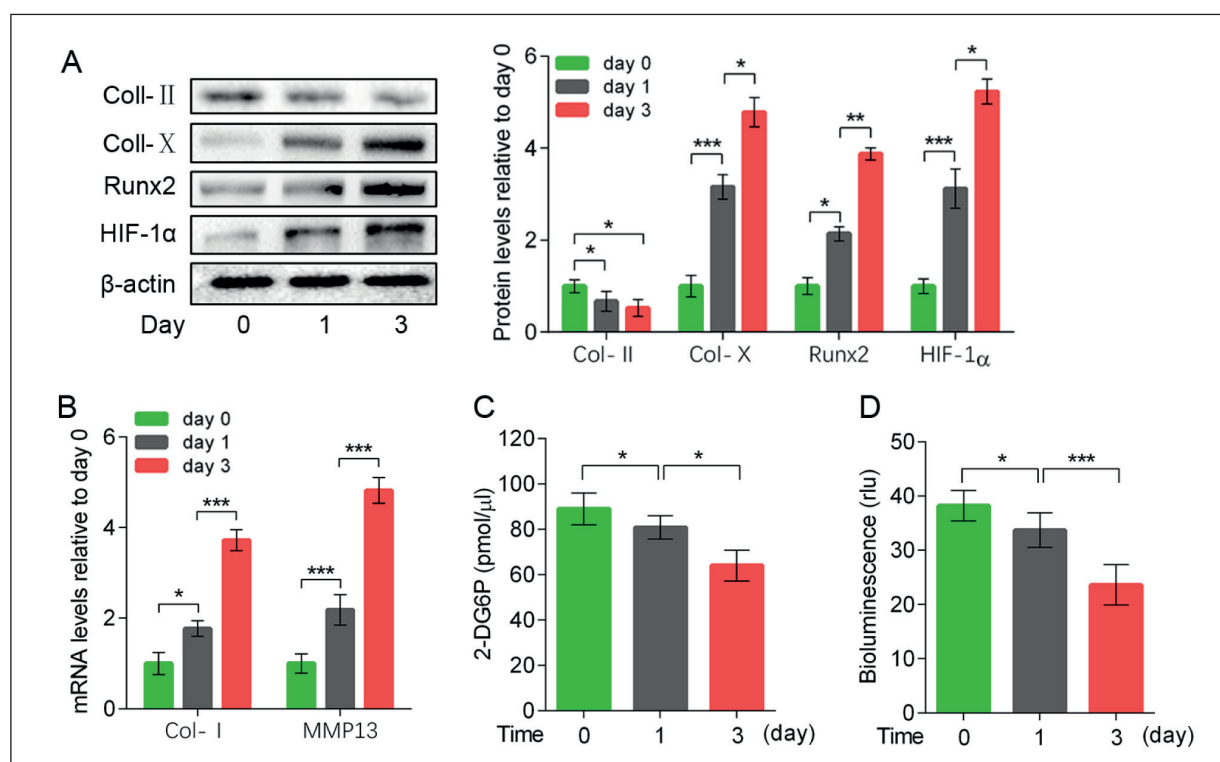 A
Coll-Ⅱ
Coll-Ⅹ
Runx2
HIF-1α
β-actin
Day 0 1 3
Protein levels relative to day 0
6
4
2
0
day 0
day 1
day 3
*
*
***
*
*
**
***
*
Col- Ⅱ Col- X Runx2 HIF-1α
B
mRNA levels relative to day 0
6
4
2
0
day 0
day 1
day 3
*
***
***
***
Col- Ⅰ MMP13
C
2-DG6P (pmol/μl)
120
100
80
60
40
20
0
* *
Time 0 1 3 (day)
D
Bioluminescence (rlu)
50
40
30
20
10
0
* ***
Time 0 1 3 (day)